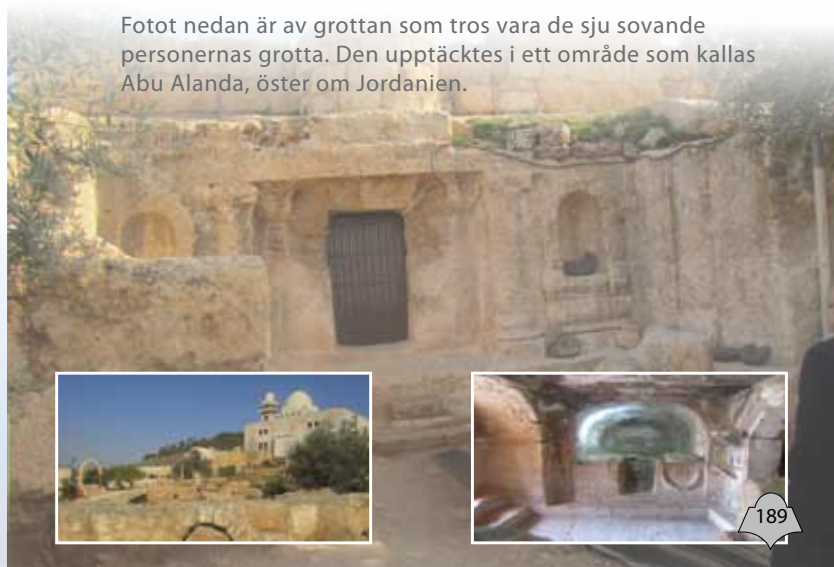 Fotot nedan är av grottan som tros vara de sju sovande
personernas grotta. Den upptäcktes i ett område som kallas
Abu Alanda, öster om Jordanien.
189